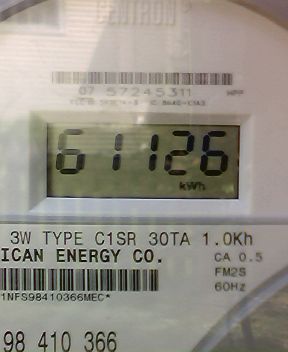 CENTRON
07 57245311
61126
kWh
3W TYPE C1SR 30TA 1.0Kh
ICAN ENERGY CO. CA 0.5
FM2S
1NFS98410366MEC* 60Hz
98 410 366